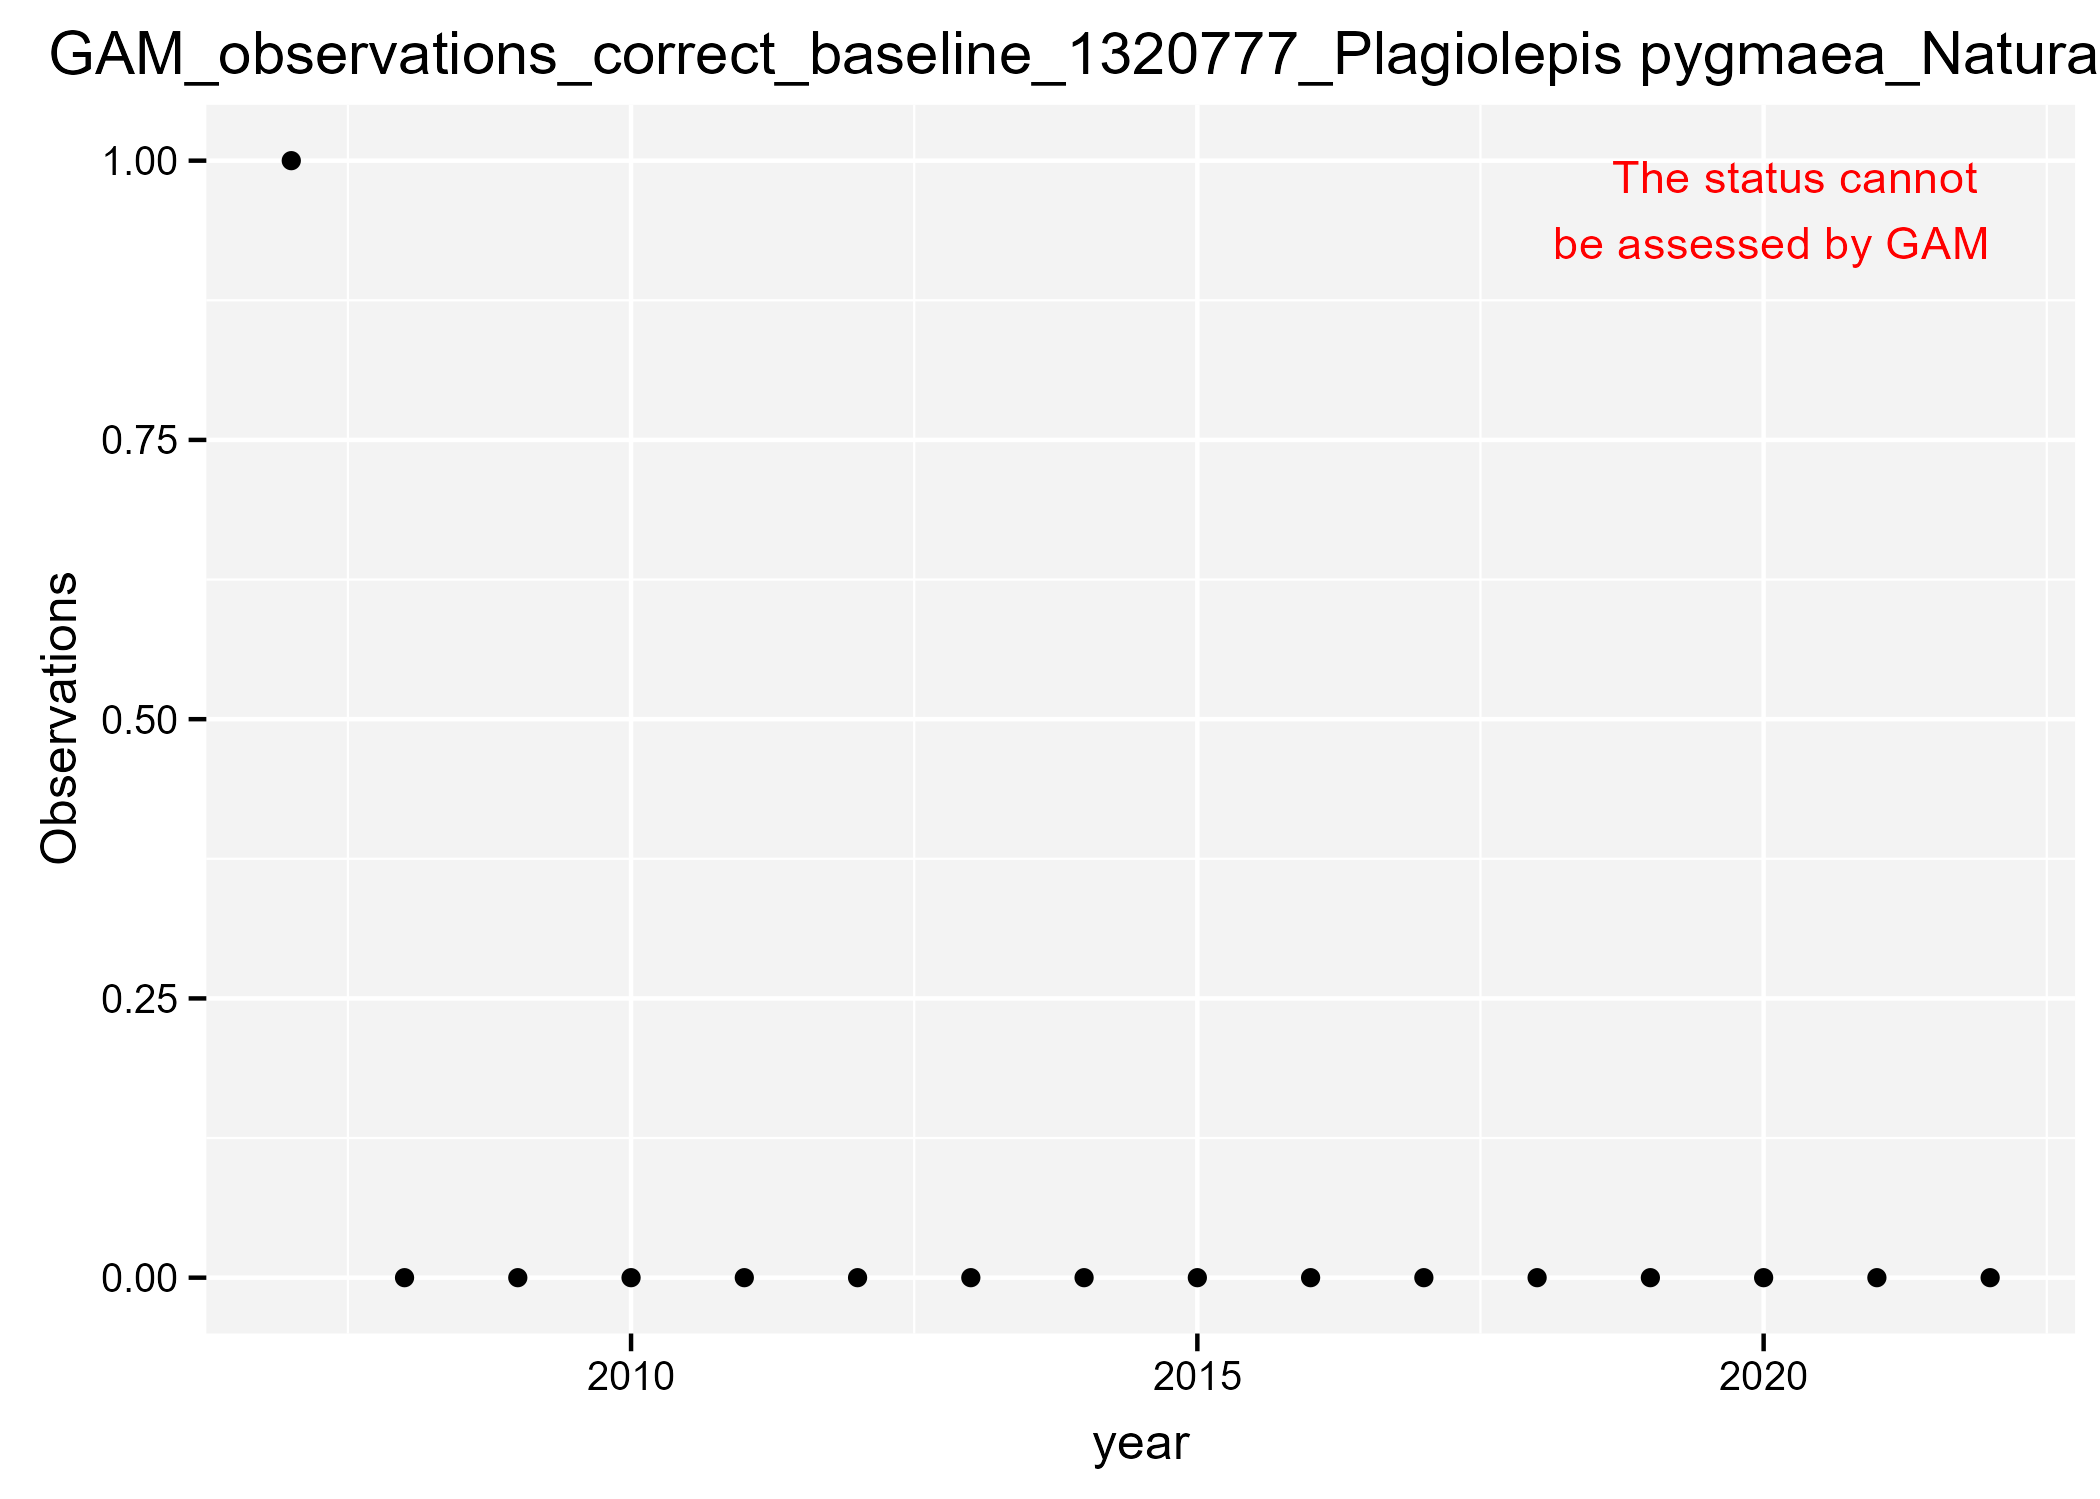 GAM_observations_correct_baseline_1320777_Plagiolepis pygmaea_Natura
1.00
The status cannot
be assessed by GAM
0.75
Observations
0.50
0.25
0.00
2010 2015 2020
year